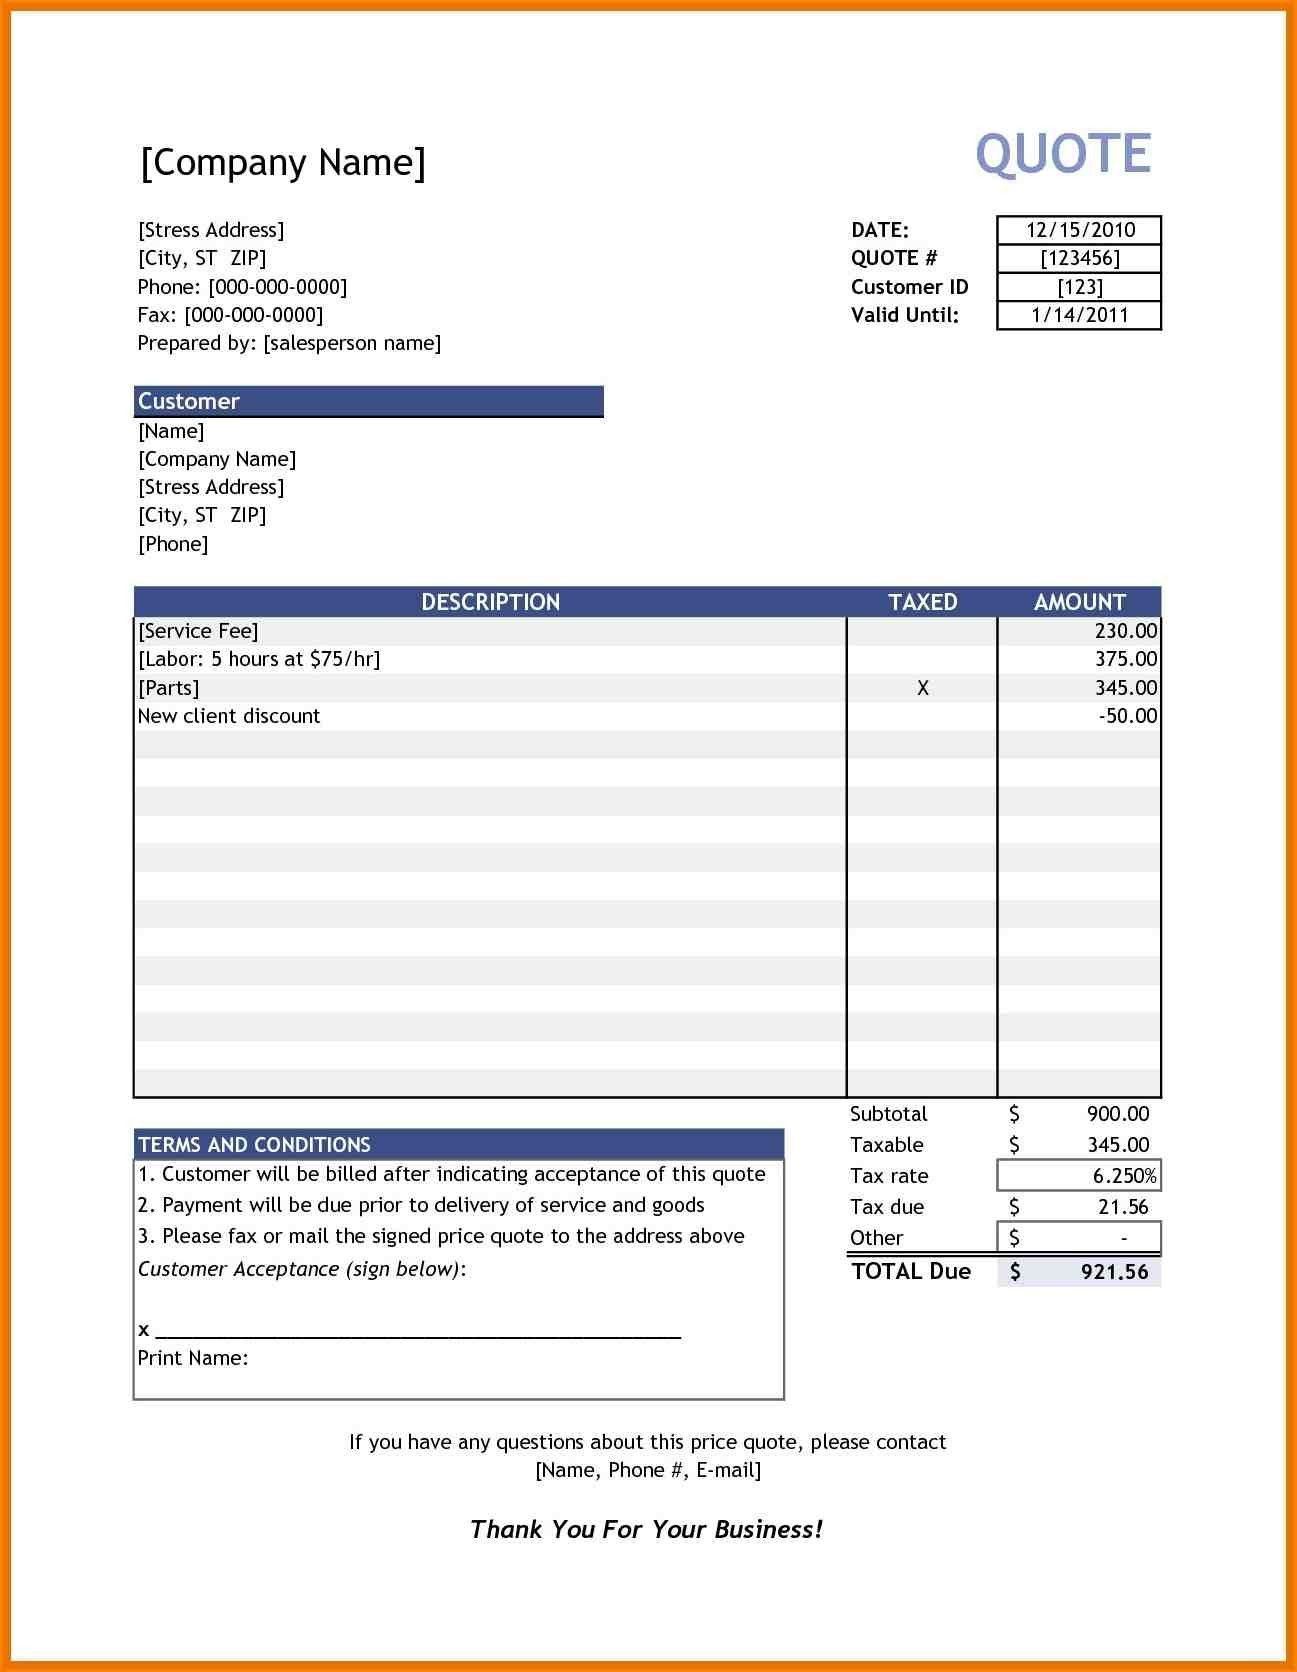 [Company Name]
QUOTE
[Stress Address]
DATE: 12/15/2010
[City, ST ZIP]
QUOTE # [123456]
Phone: [000-000-0000]
Customer ID [123]
Fax: [000-000-0000]
Valid Until: 1/14/2011
Prepared by: [salesperson name]
Customer
[Name]
[Company Name]
[Stress Address]
[City, ST ZIP]
[Phone]
DESCRIPTION TAXED AMOUNT
[Service Fee] 230.00
[Labor: 5 hours at $75/hr] 375.00
[Parts] X 345.00
New client discount -50.00
Subtotal $ 900.00
Taxable $ 345.00
Tax rate 6.250%
Tax due $ 21.56
Other $ -
TOTAL Due $ 921.56
TERMS AND CONDITIONS
1. Customer will be billed after indicating acceptance of this quote
2. Payment will be due prior to delivery of service and goods
3. Please fax or mail the signed price quote to the address above
Customer Acceptance (sign below):
x
Print Name:
If you have any questions about this price quote, please contact
[Name, Phone #, E-mail]
Thank You For Your Business!